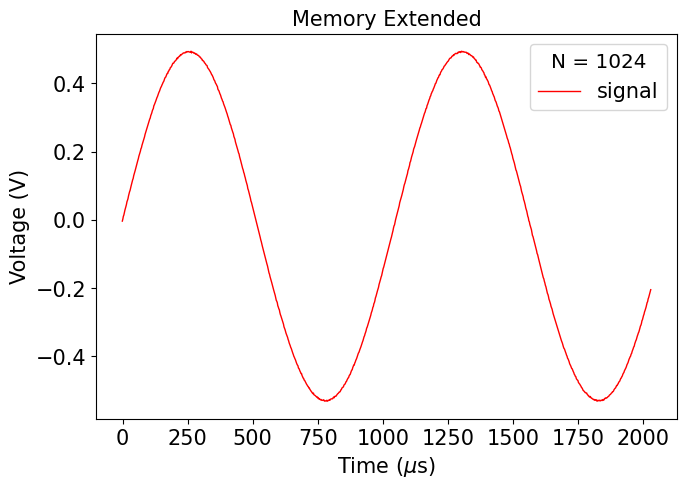 Memory Extended
N = 1024
signal
Voltage (V)
0.4
0.2
0.0
−0.2
−0.4
0 250 500 750 1000 1250 1500 1750 2000
Time (μs)